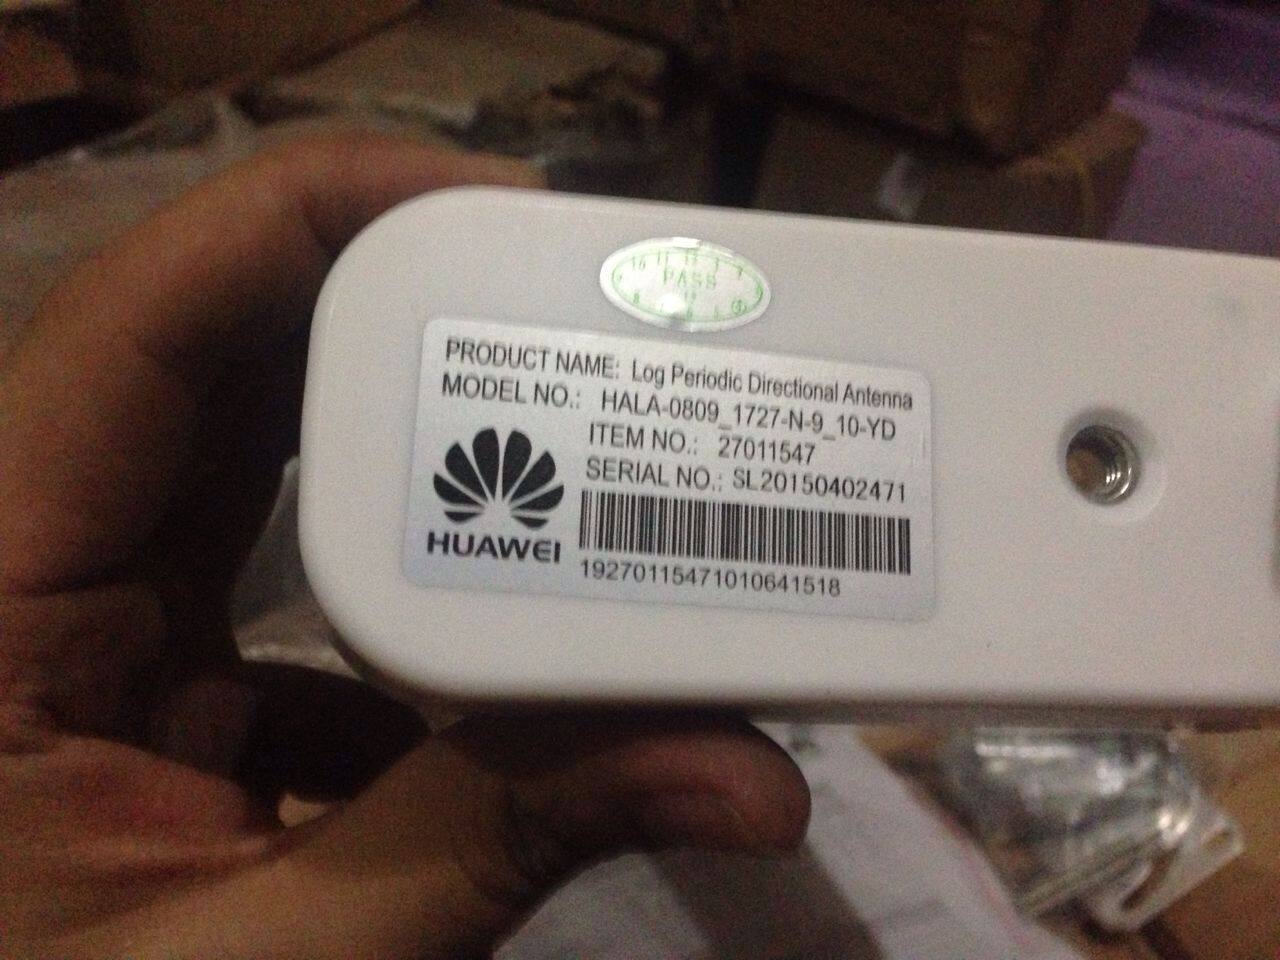 PASS
PRODUCT NAME: Log Periodic Directional Antenna
MODEL NO.: HALA-0809_1727-N-9_10-YD
ITEM NO.: 27011547
SERIAL NO.: SL20150402471
HUAWEI
19270115471010641518